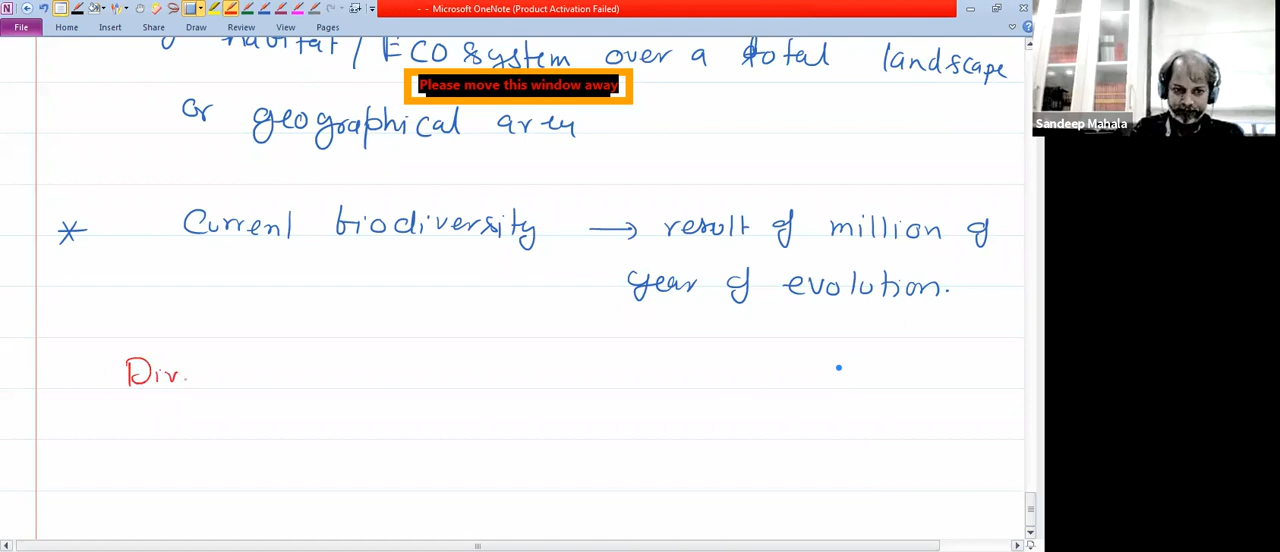 - - Microsoft OneNote (Product Activation Failed)
File Home Insert Share Draw Review View Pages
habitat / ECO system over a total landscape
Please move this window away
or geographical area
Sandeep Mahala
* Current biodiversity → result of million of
year of evolution.
Div.